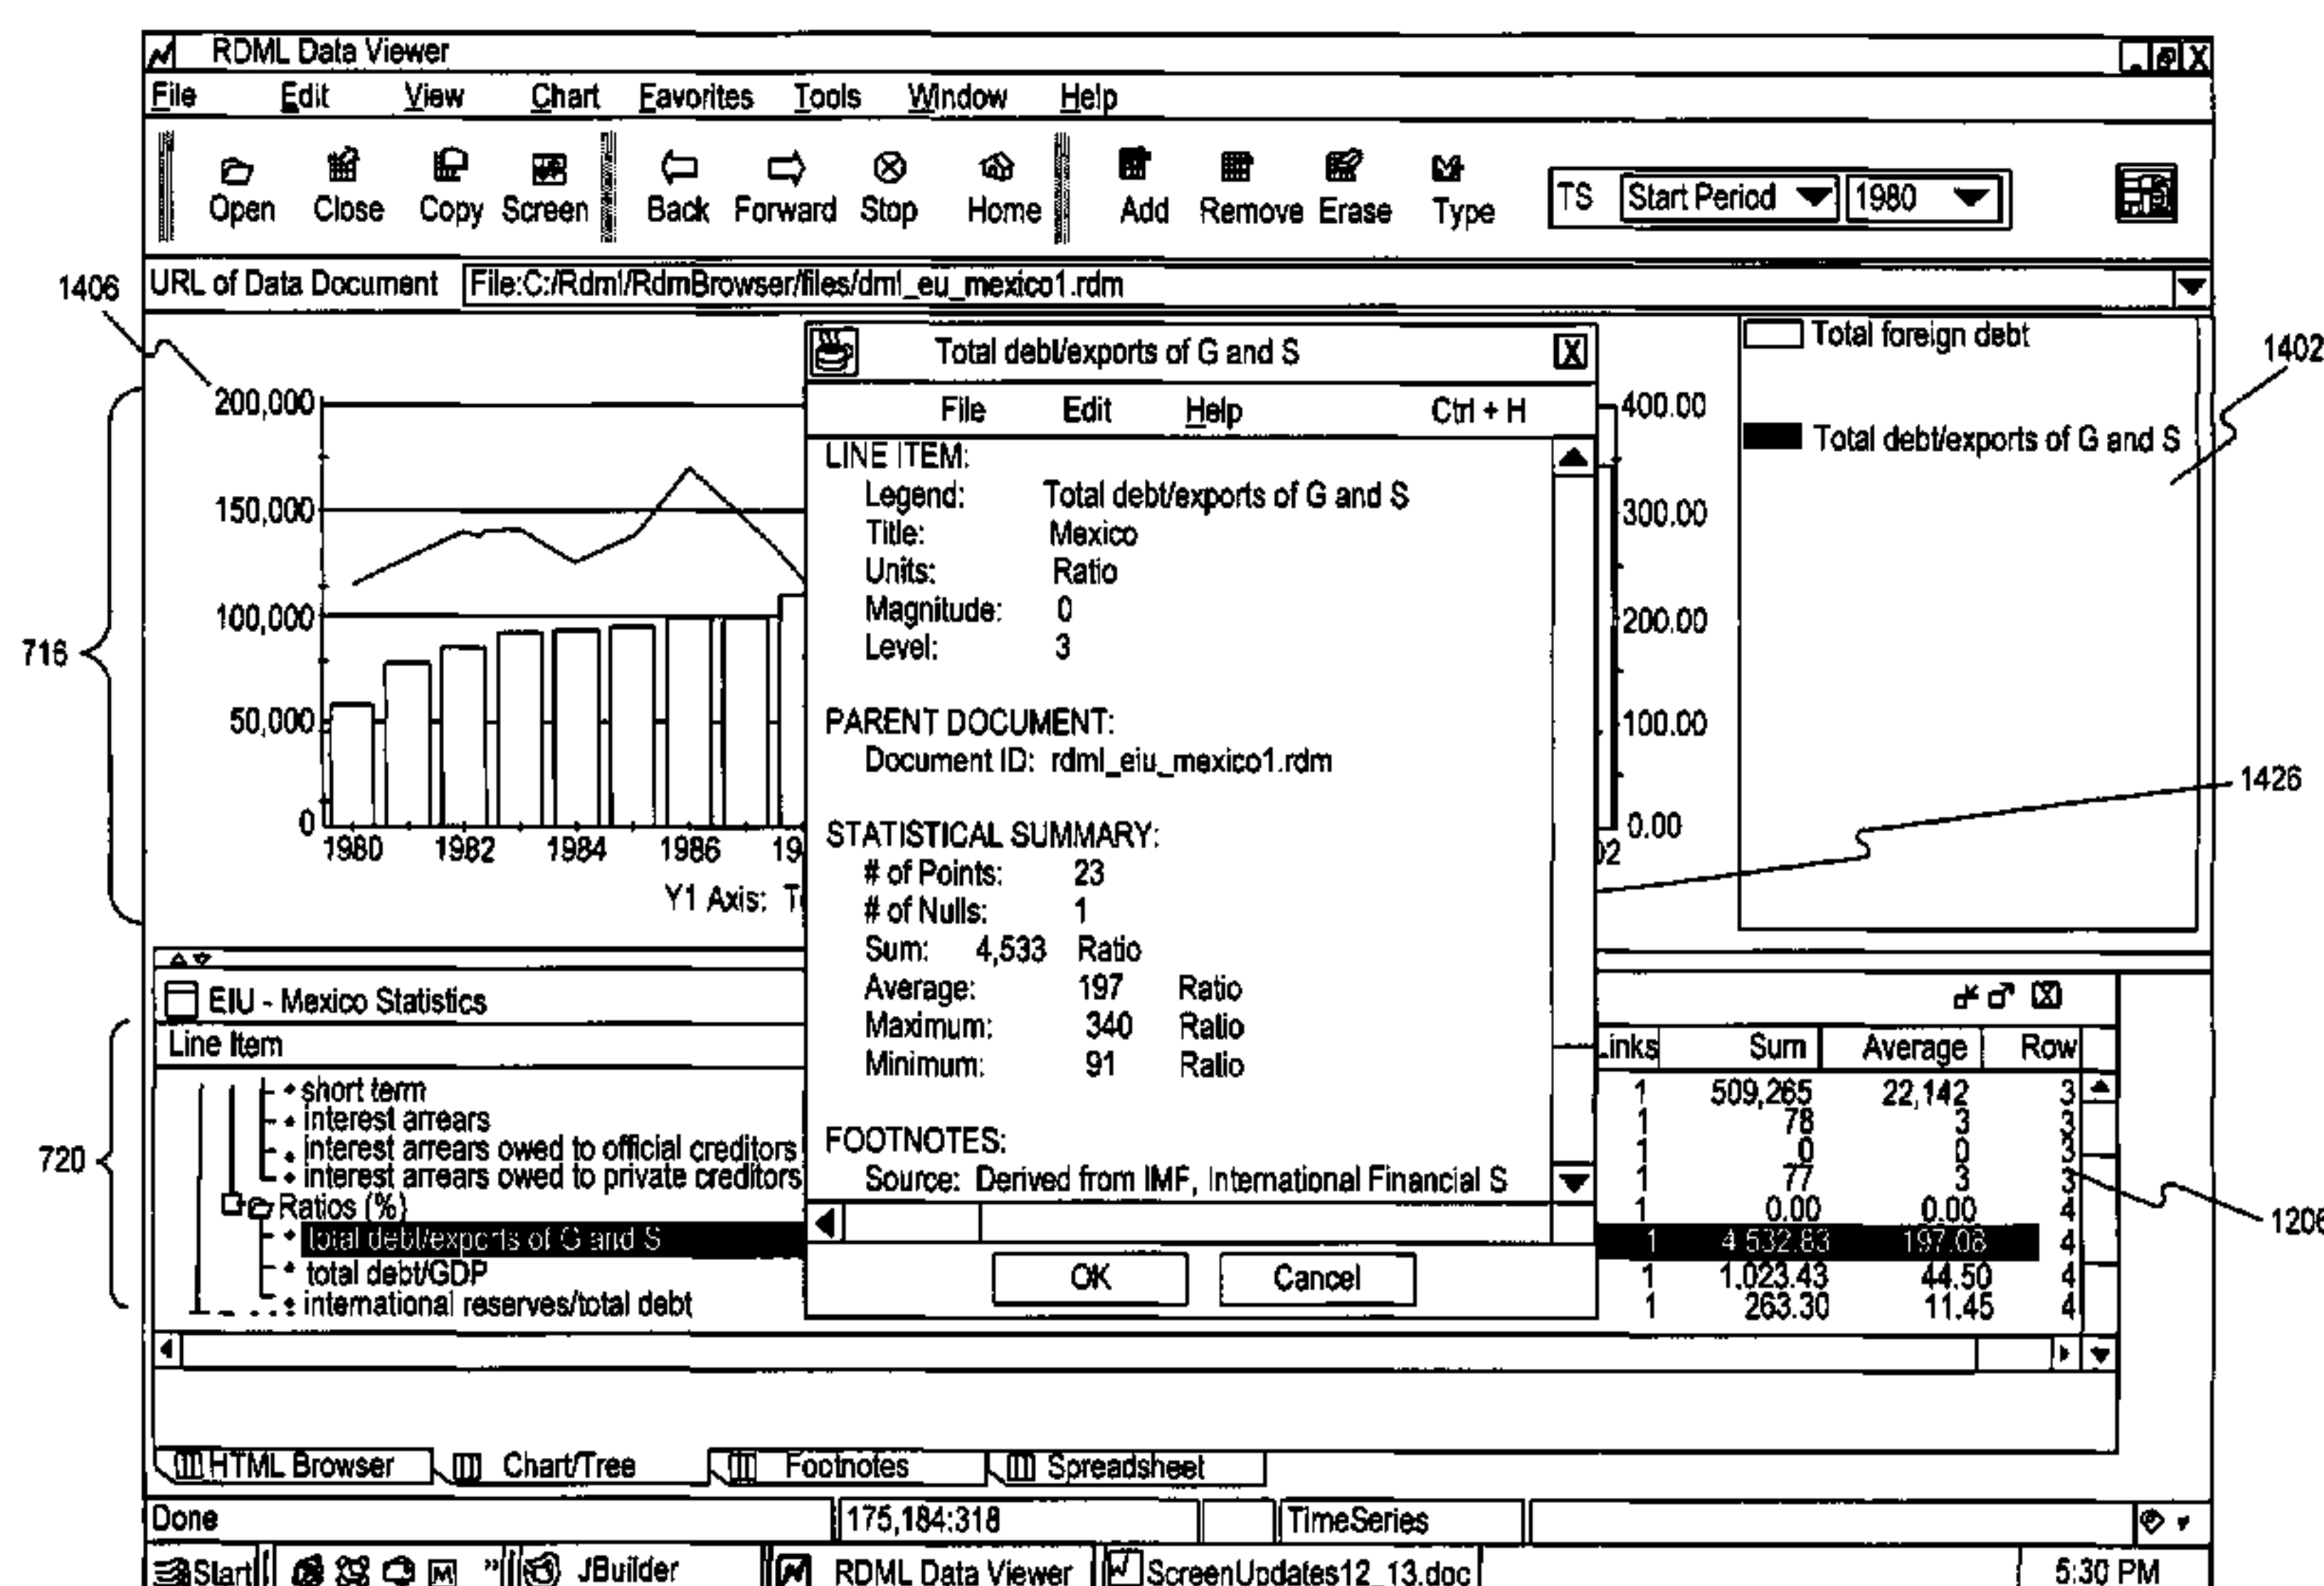 RDML Data Viewer
File Edit View Chart Favorites Tools Window Help
Open Close Copy Screen Back Forward Stop Home Add Remove Erase Type TS Start Period 1980
URL of Data Document File:C:/Rdml/RdmBrowser/files/dml_eu_mexico1.rdm
1406
1402
716
1426
720
1206
200,000
150,000
100,000
50,000
0
1980 1982 1984 1986 19
02
Y1 Axis: T
400.00
300.00
200.00
100.00
0.00
Total foreign debt
Total debt/exports of G and S
Total debt/exports of G and S X
File Edit Help Ctrl + H
LINE ITEM:
Legend: Total debt/exports of G and S
Title: Mexico
Units: Ratio
Magnitude: 0
Level: 3
PARENT DOCUMENT:
Document ID: rdml_eiu_mexico1.rdm
STATISTICAL SUMMARY:
# of Points: 23
# of Nulls: 1
Sum: 4,533 Ratio
Average: 197 Ratio
Maximum: 340 Ratio
Minimum: 91 Ratio
FOOTNOTES:
Source: Derived from IMF, International Financial S
OK Cancel
EIU - Mexico Statistics
Line Item Links Sum Average Row
short term 1 509,265 22,142 3
interest arrears 1 78 3 3
interest arrears owed to official creditors 1 0 0 3
interest arrears owed to private creditors 1 77 3 3
Ratios (%) 1 0.00 0.00 4
total debt/exports of G and S 1 4 532.83 197.08 4
total debt/GDP 1 1,023.43 44.50 4
international reserves/total debt 1 263.30 11.45 4
HTML Browser Chart/Tree Footnotes Spreadsheet
Done 175,184:318 TimeSeries
Start M » JBuilder RDML Data Viewer ScreenUpdates12_13.doc 5:30 PM